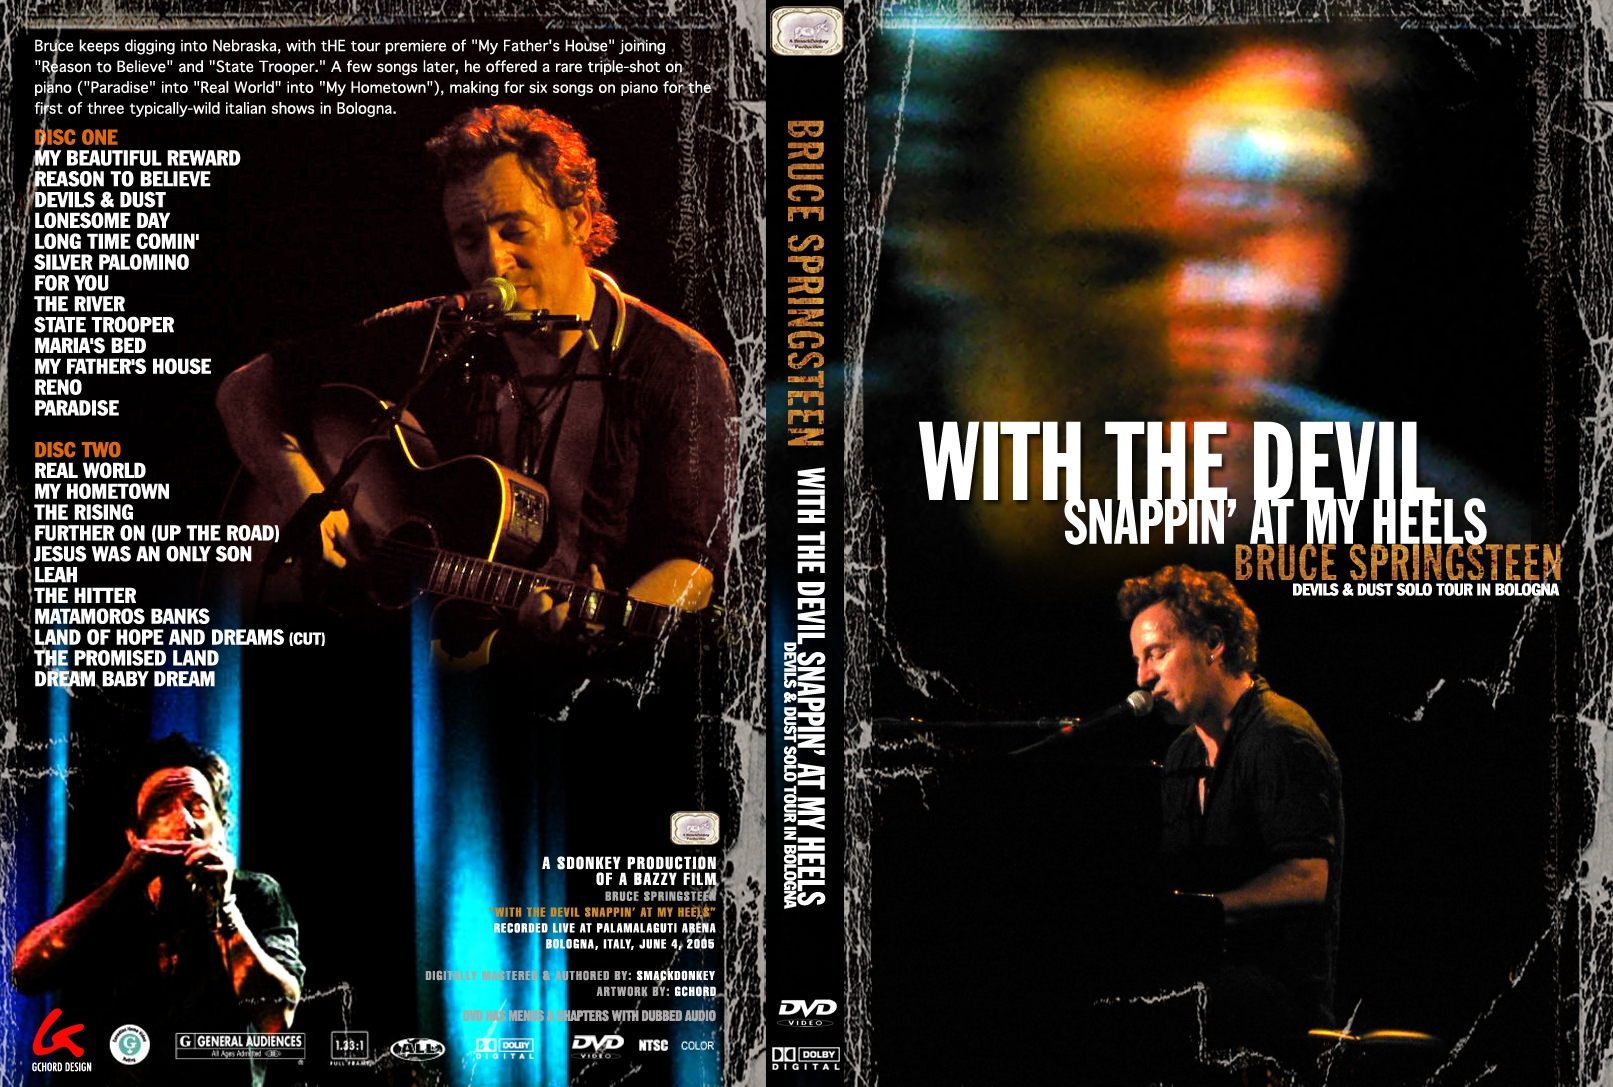 Bruce keeps digging into Nebraska, with tHE tour premiere of "My Father's House" joining
"Reason to Believe" and "State Trooper." A few songs later, he offered a rare triple-shot on
piano ("Paradise" into "Real World" into "My Hometown"), making for six songs on piano for the
first of three typically-wild italian shows in Bologna.
DISC ONE
MY BEAUTIFUL REWARD
REASON TO BELIEVE
DEVILS & DUST
LONESOME DAY
LONG TIME COMIN'
SILVER PALOMINO
FOR YOU
THE RIVER
STATE TROOPER
MARIA'S BED
MY FATHER'S HOUSE
RENO
PARADISE
DISC TWO
REAL WORLD
MY HOMETOWN
THE RISING
FURTHER ON (UP THE ROAD)
JESUS WAS AN ONLY SON
LEAH
THE HITTER
MATAMOROS BANKS
LAND OF HOPE AND DREAMS (CUT)
THE PROMISED LAND
DREAM BABY DREAM
A SDONKEY PRODUCTION
OF A BAZZY FILM
BRUCE SPRINGSTEEN
"WITH THE DEVIL SNAPPIN' AT MY HEELS"
RECORDED LIVE AT PALAMALAGUTI ARENA
BOLOGNA, ITALY, JUNE 4, 2005
DIGITALLY MASTERED & AUTHORED BY: SMACKDONKEY
ARTWORK BY: GCHORD
DVD HAS MENUS & CHAPTERS WITH DUBBED AUDIO
GCHORD DESIGN
G
G GENERAL AUDIENCES
All Ages Admitted
1.33:1
FULL FRAME
ALL
DOLBY
DIGITAL
DVD
VIDEO
NTSC
COLOR
A SmackDonkey
Production
BRUCE SPRINGSTEEN
WITH THE DEVIL SNAPPIN' AT MY HEELS
DEVILS & DUST SOLO TOUR IN BOLOGNA
DVD
VIDEO
DOLBY
DIGITAL
WITH THE DEVIL
SNAPPIN' AT MY HEELS
BRUCE SPRINGSTEEN
DEVILS & DUST SOLO TOUR IN BOLOGNA